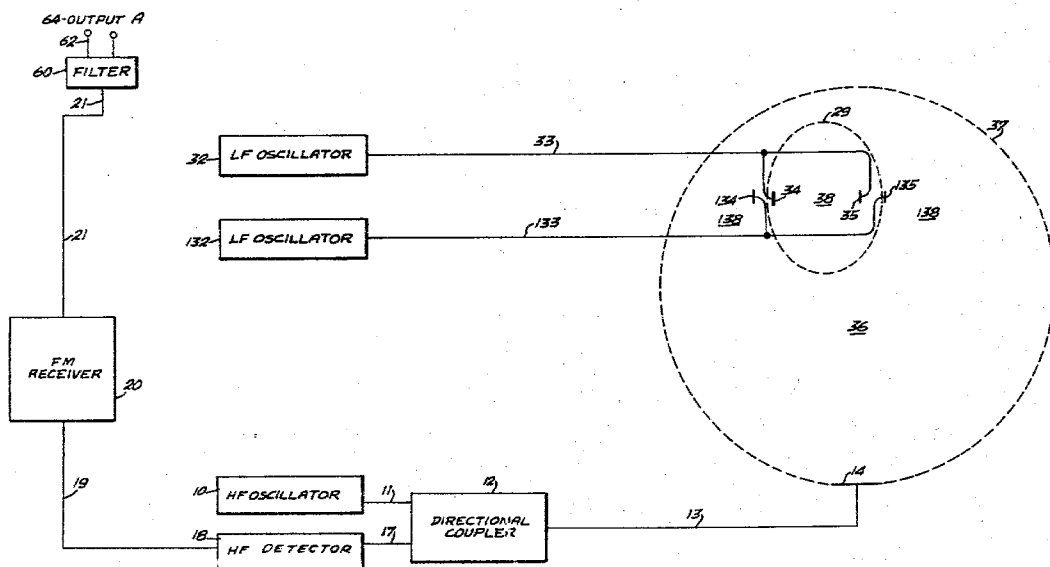 64-OUTPUT A
62
60
FILTER
21
29
37
32
LF OSCILLATOR
33
134
34
38
35
135
138
138
132
LF OSCILLATOR
133
21
36
FM
RECEIVER
20
14
19
10
HF OSCILLATOR
11
12
DIRECTIONAL
COUPLER
13
18
HF DETECTOR
17